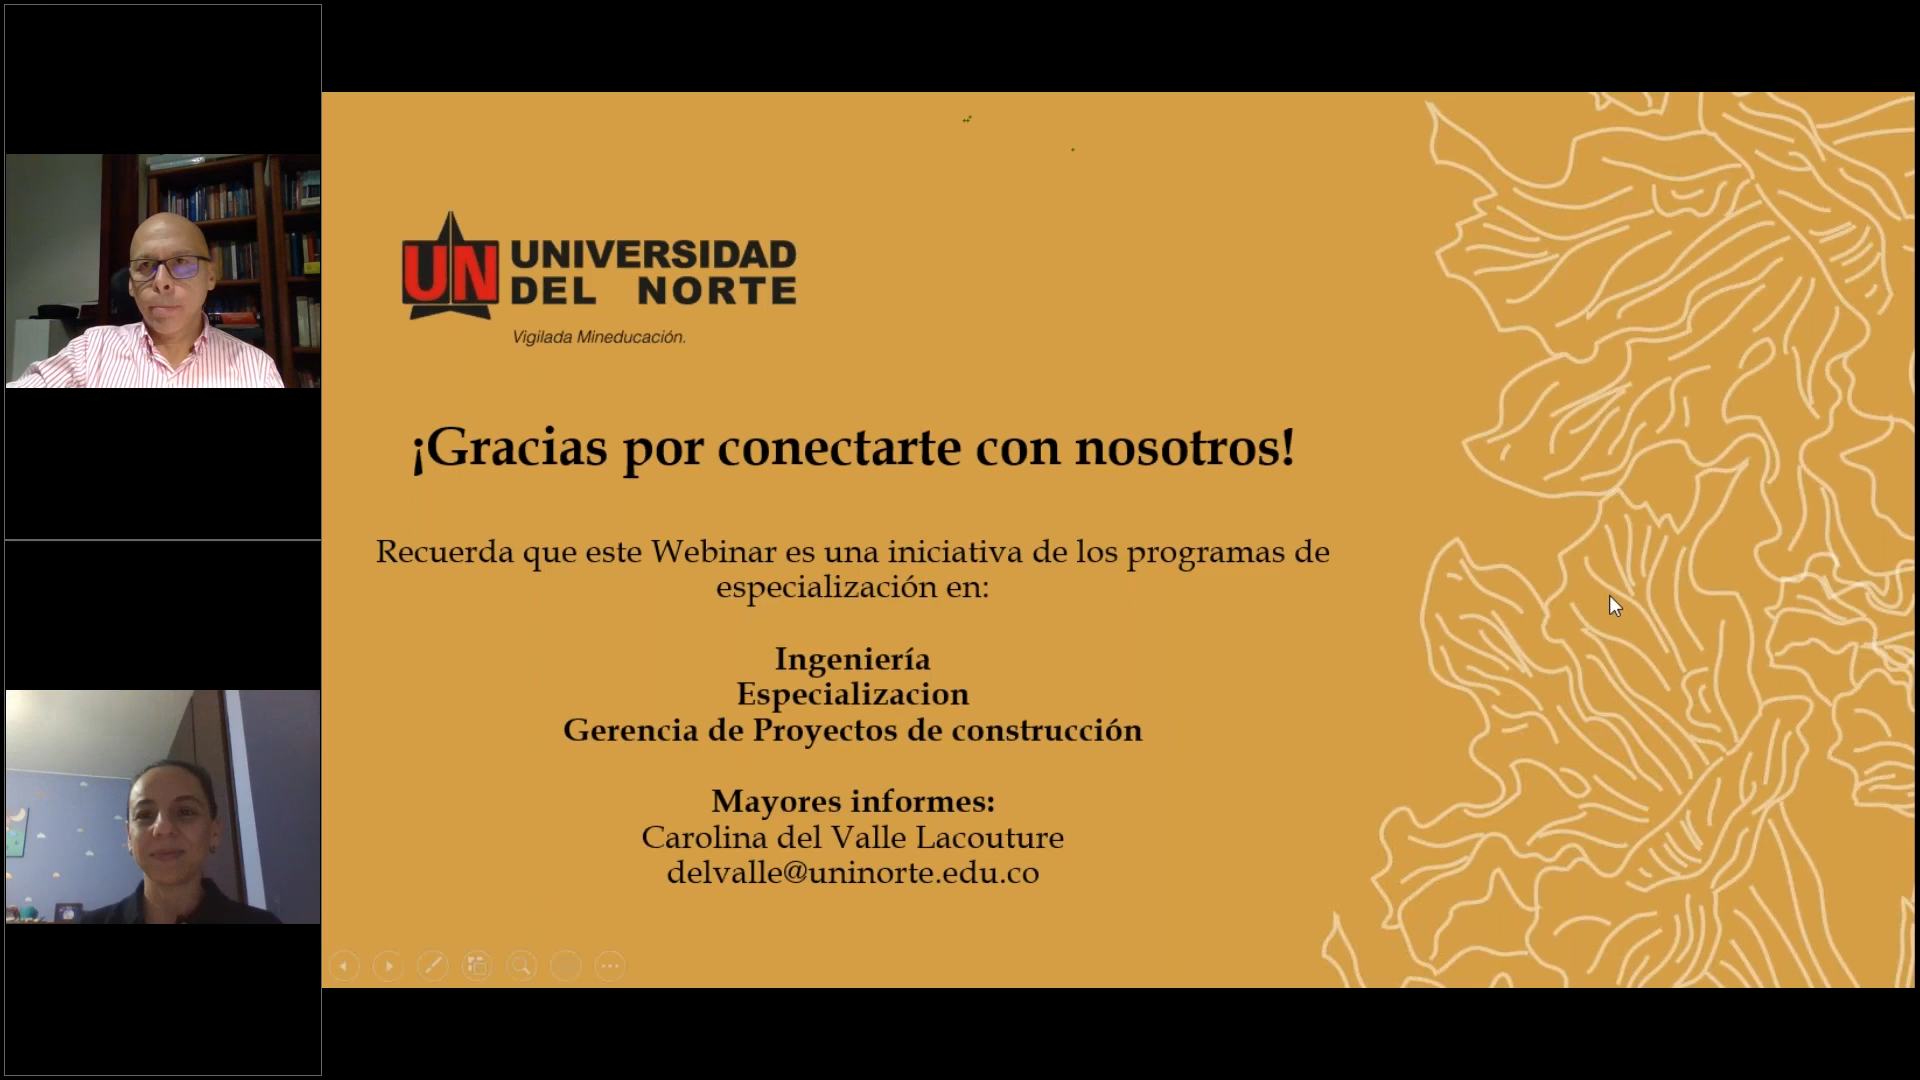 UN UNIVERSIDAD
DEL NORTE
Vigilada Mineducación.
¡Gracias por conectarte con nosotros!
Recuerda que este Webinar es una iniciativa de los programas de
especialización en:
Ingeniería
Especializacion
Gerencia de Proyectos de construcción
Mayores informes:
Carolina del Valle Lacouture
delvalle@uninorte.edu.co